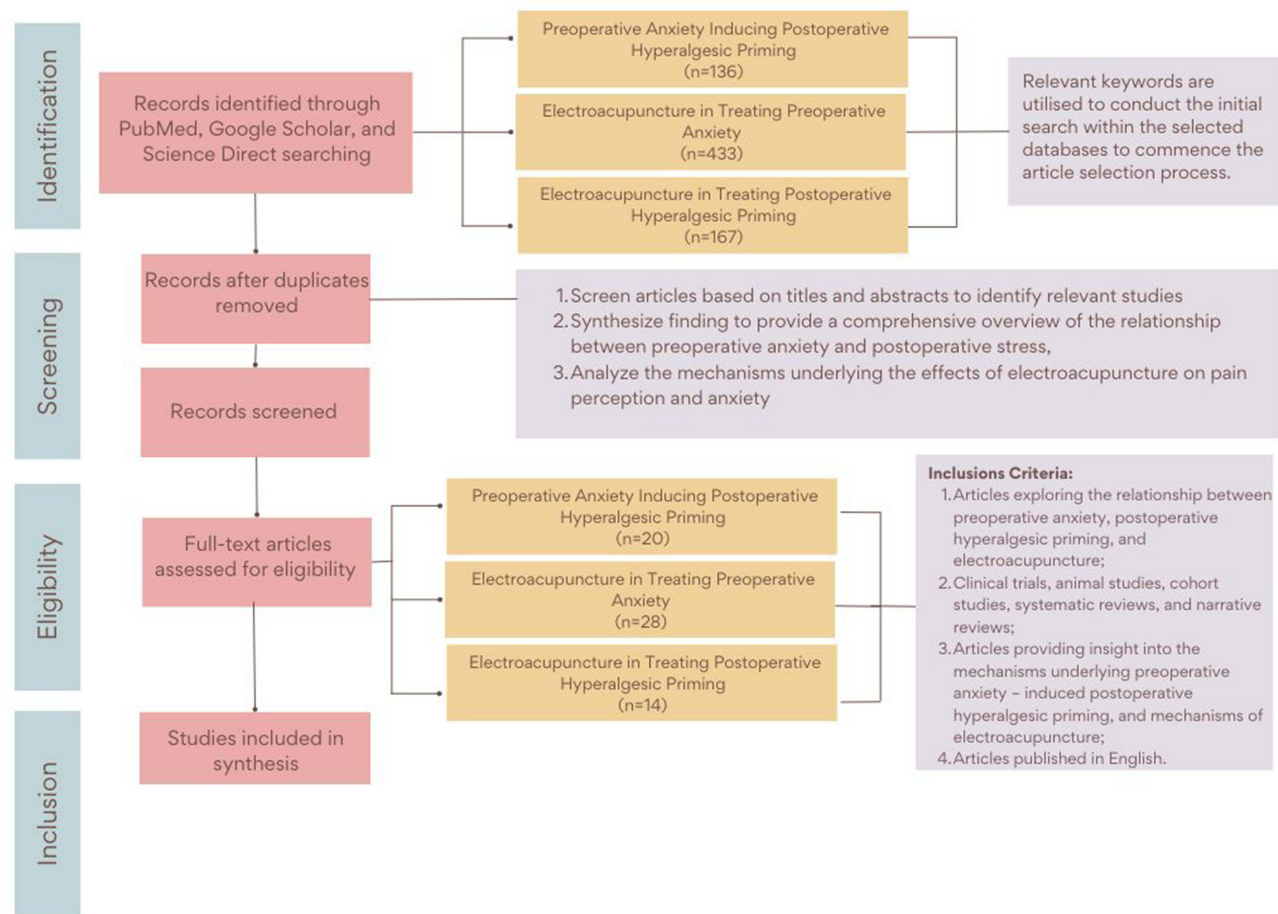 Identification
Records identified through
PubMed, Google Scholar, and
Science Direct searching
Preoperative Anxiety Inducing Postoperative
Hyperalgesic Priming
(n=136)
Electroacupuncture in Treating Preoperative
Anxiety
(n=433)
Electroacupuncture in Treating Postoperative
Hyperalgesic Priming
(n=167)
Relevant keywords are
utilised to conduct the initial
search within the selected
databases to commence the
article selection process.
Screening
Records after duplicates
removed
1. Screen articles based on titles and abstracts to identify relevant studies
2. Synthesize finding to provide a comprehensive overview of the relationship
between preoperative anxiety and postoperative stress,
3. Analyze the mechanisms underlying the effects of electroacupuncture on pain
perception and anxiety
Records screened
Eligibility
Full-text articles
assessed for eligibility
Preoperative Anxiety Inducing Postoperative
Hyperalgesic Priming
(n=20)
Electroacupuncture in Treating Preoperative
Anxiety
(n=28)
Electroacupuncture in Treating Postoperative
Hyperalgesic Priming
(n=14)
Inclusions Criteria:
1. Articles exploring the relationship between
preoperative anxiety, postoperative
hyperalgesic priming, and
electroacupuncture;
2. Clinical trials, animal studies, cohort
studies, systematic reviews, and narrative
reviews;
3. Articles providing insight into the
mechanisms underlying preoperative
anxiety – induced postoperative
hyperalgesic priming, and mechanisms of
electroacupuncture;
4. Articles published in English.
Inclusion
Studies included in
synthesis